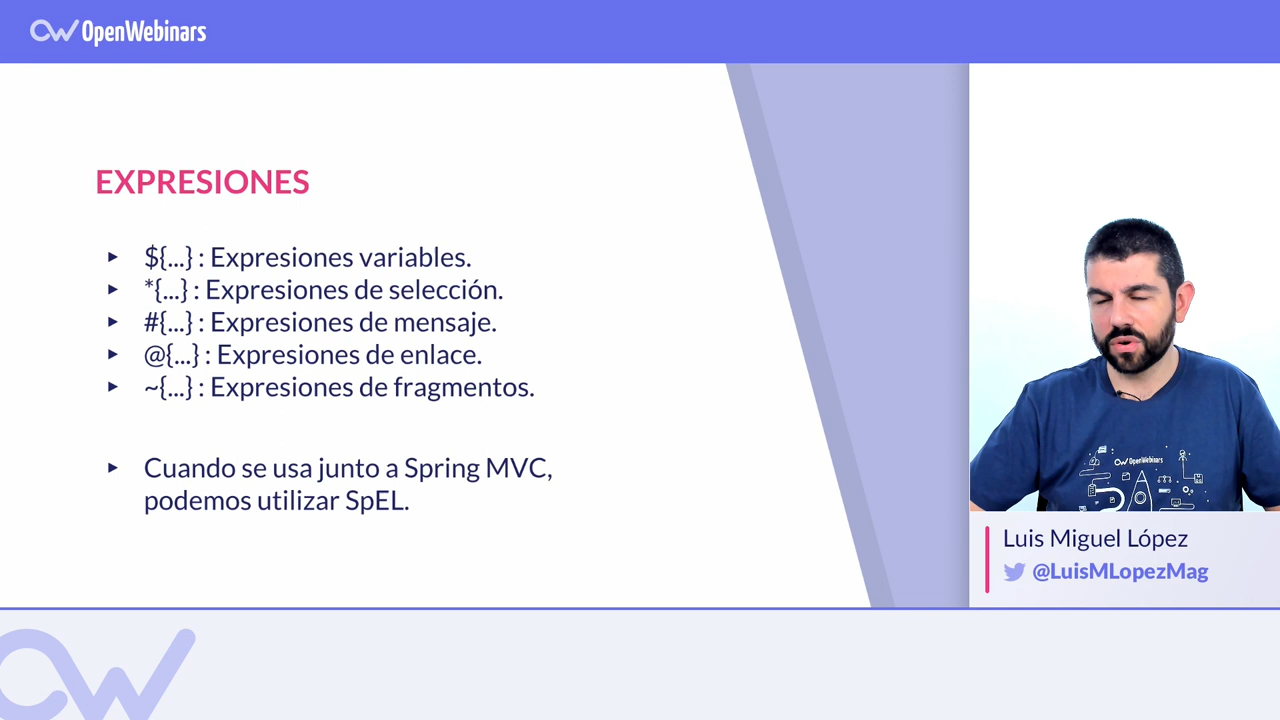 OpenWebinars
EXPRESIONES
▸ ${...} : Expresiones variables.
▸ *{...} : Expresiones de selección.
▸ #{...} : Expresiones de mensaje.
▸ @{...} : Expresiones de enlace.
▸ ~{...} : Expresiones de fragmentos.
▸ Cuando se usa junto a Spring MVC,
podemos utilizar SpEL.
OpenWebinars
Luis Miguel López
@LuisMLopezMag